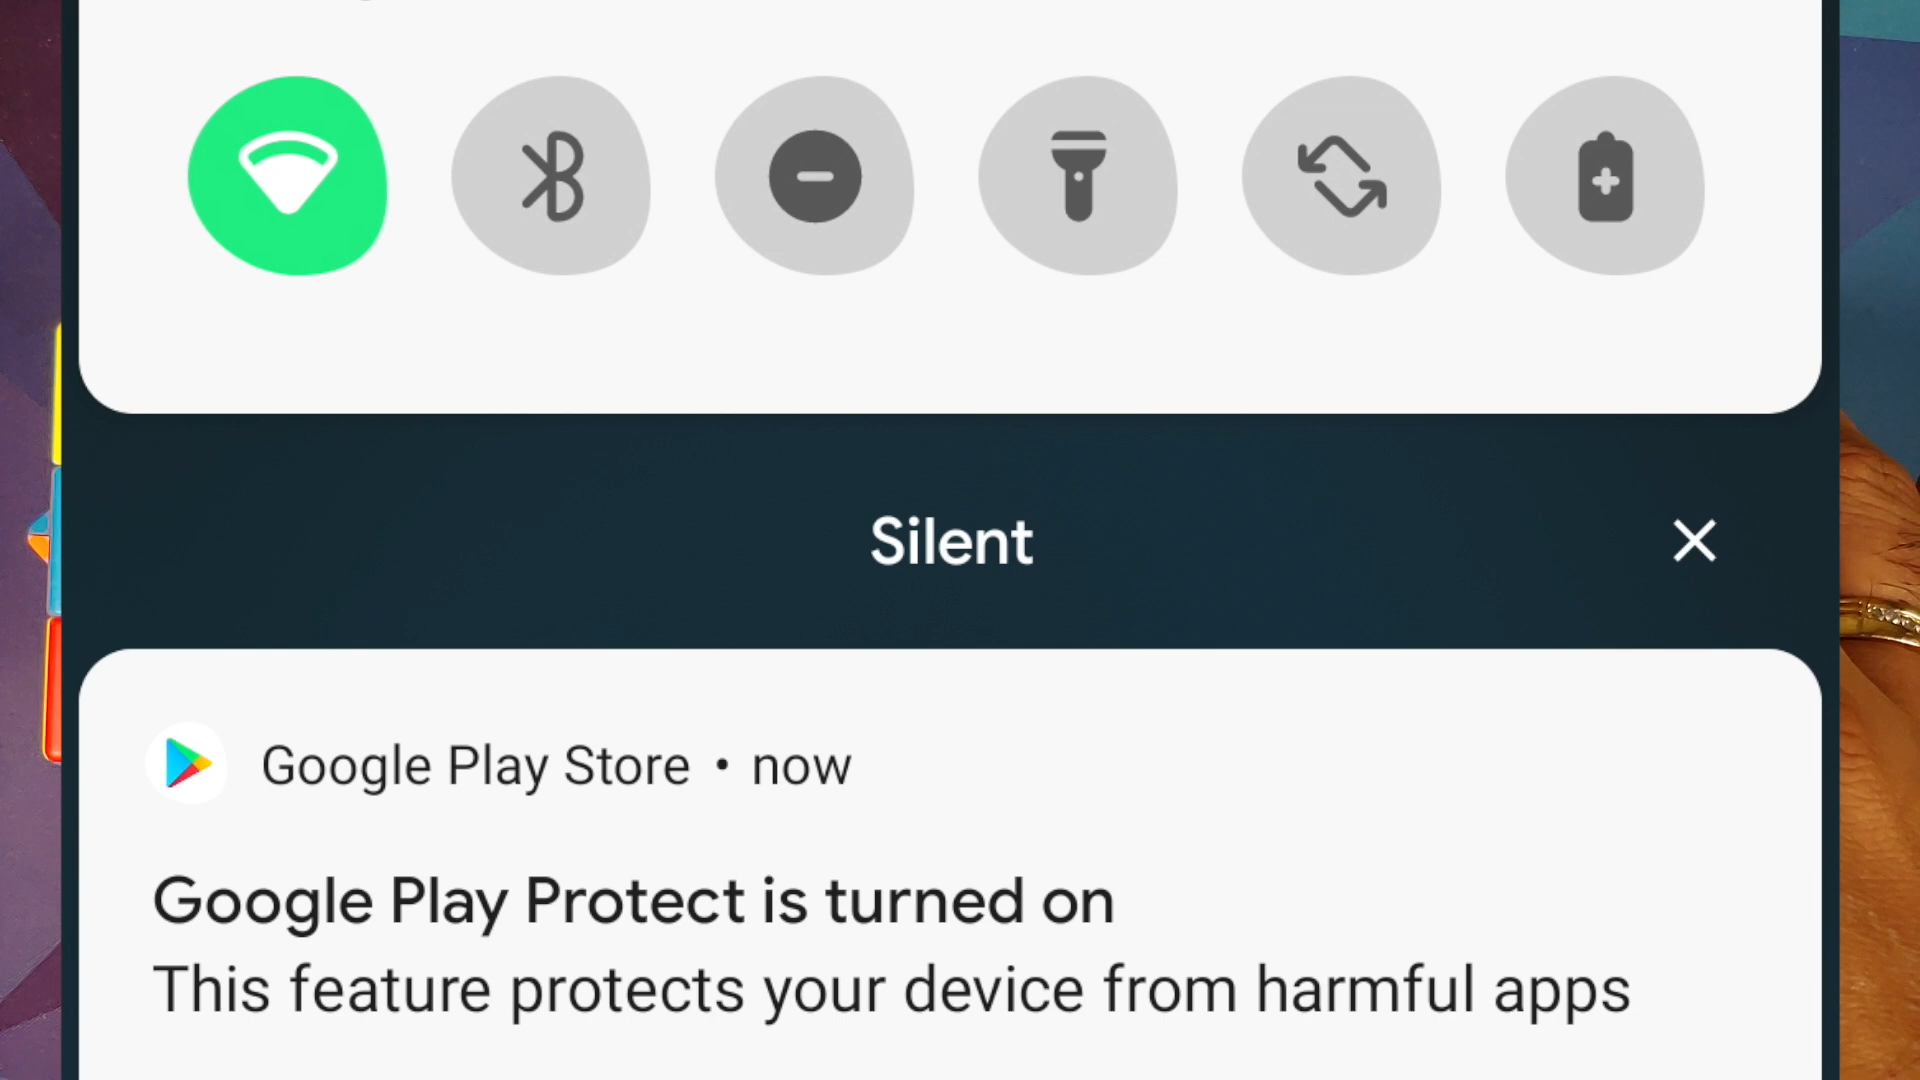 Silent
Google Play Store • now
Google Play Protect is turned on
This feature protects your device from harmful apps